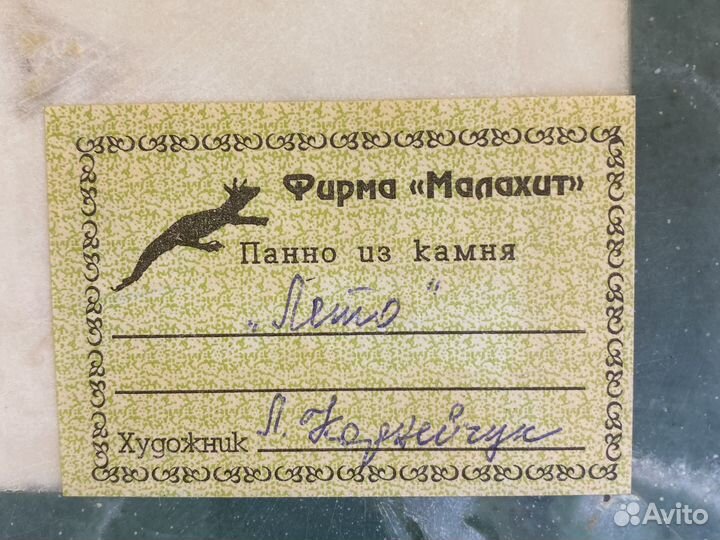 Фирма «Малахит»
Панно из камня
„Лето"
Художник Л.
Avito